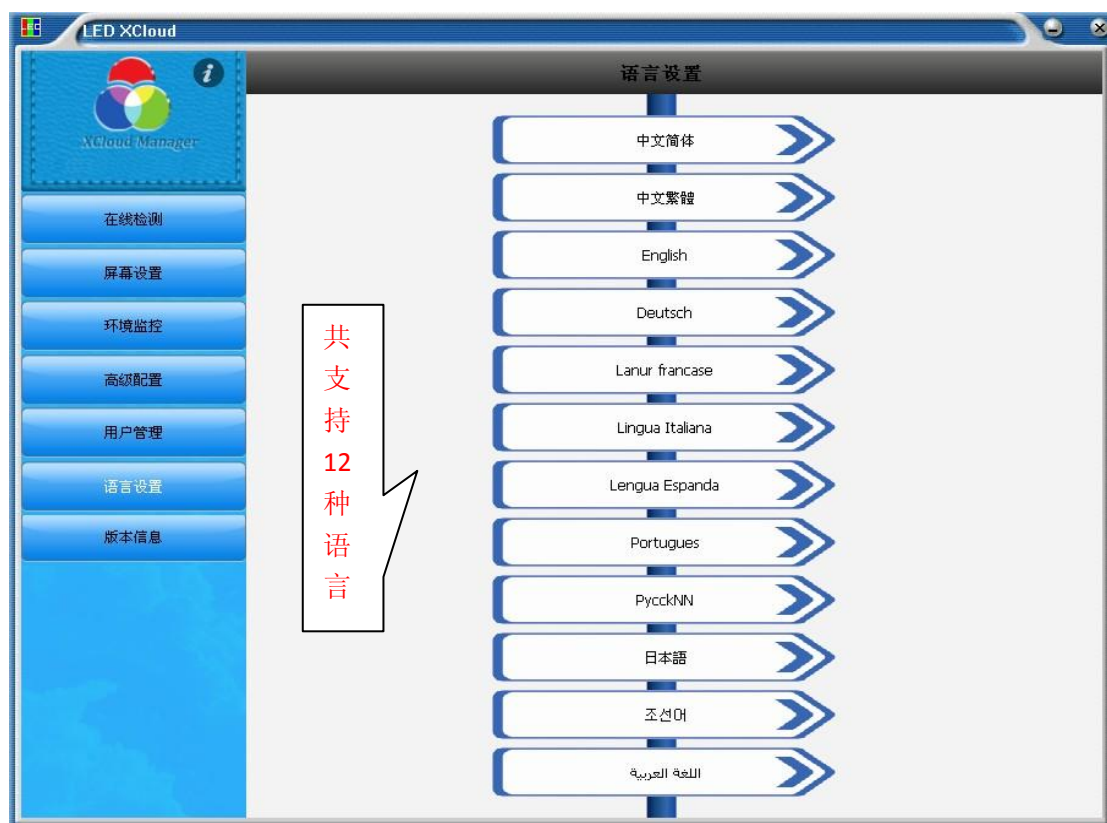 LED XCloud
XCloud Manager
语言设置
在线检测
屏幕设置
环境监控
高级配置
用户管理
语言设置
版本信息
共
支
持
12
种
语
言
中文简体
中文繁體
English
Deutsch
Lanur francase
Lingua Italiana
Lengua Espanda
Portugues
PycckNN
日本語
조선어
اللغة العربية